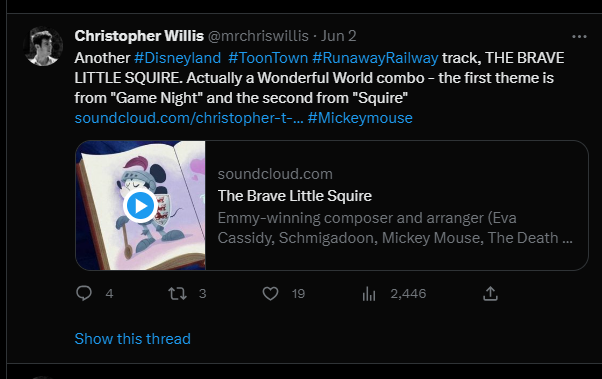 Christopher Willis @mrchriswillis · Jun 2 ...
Another #Disneyland #ToonTown #RunawayRailway track, THE BRAVE
LITTLE SQUIRE. Actually a Wonderful World combo - the first theme is
from "Game Night" and the second from "Squire"
soundcloud.com/christopher-t-... #Mickeymouse
soundcloud.com
The Brave Little Squire
Emmy-winning composer and arranger (Eva
Cassidy, Schmigadoon, Mickey Mouse, The Death ...
4 3 19 2,446
Show this thread